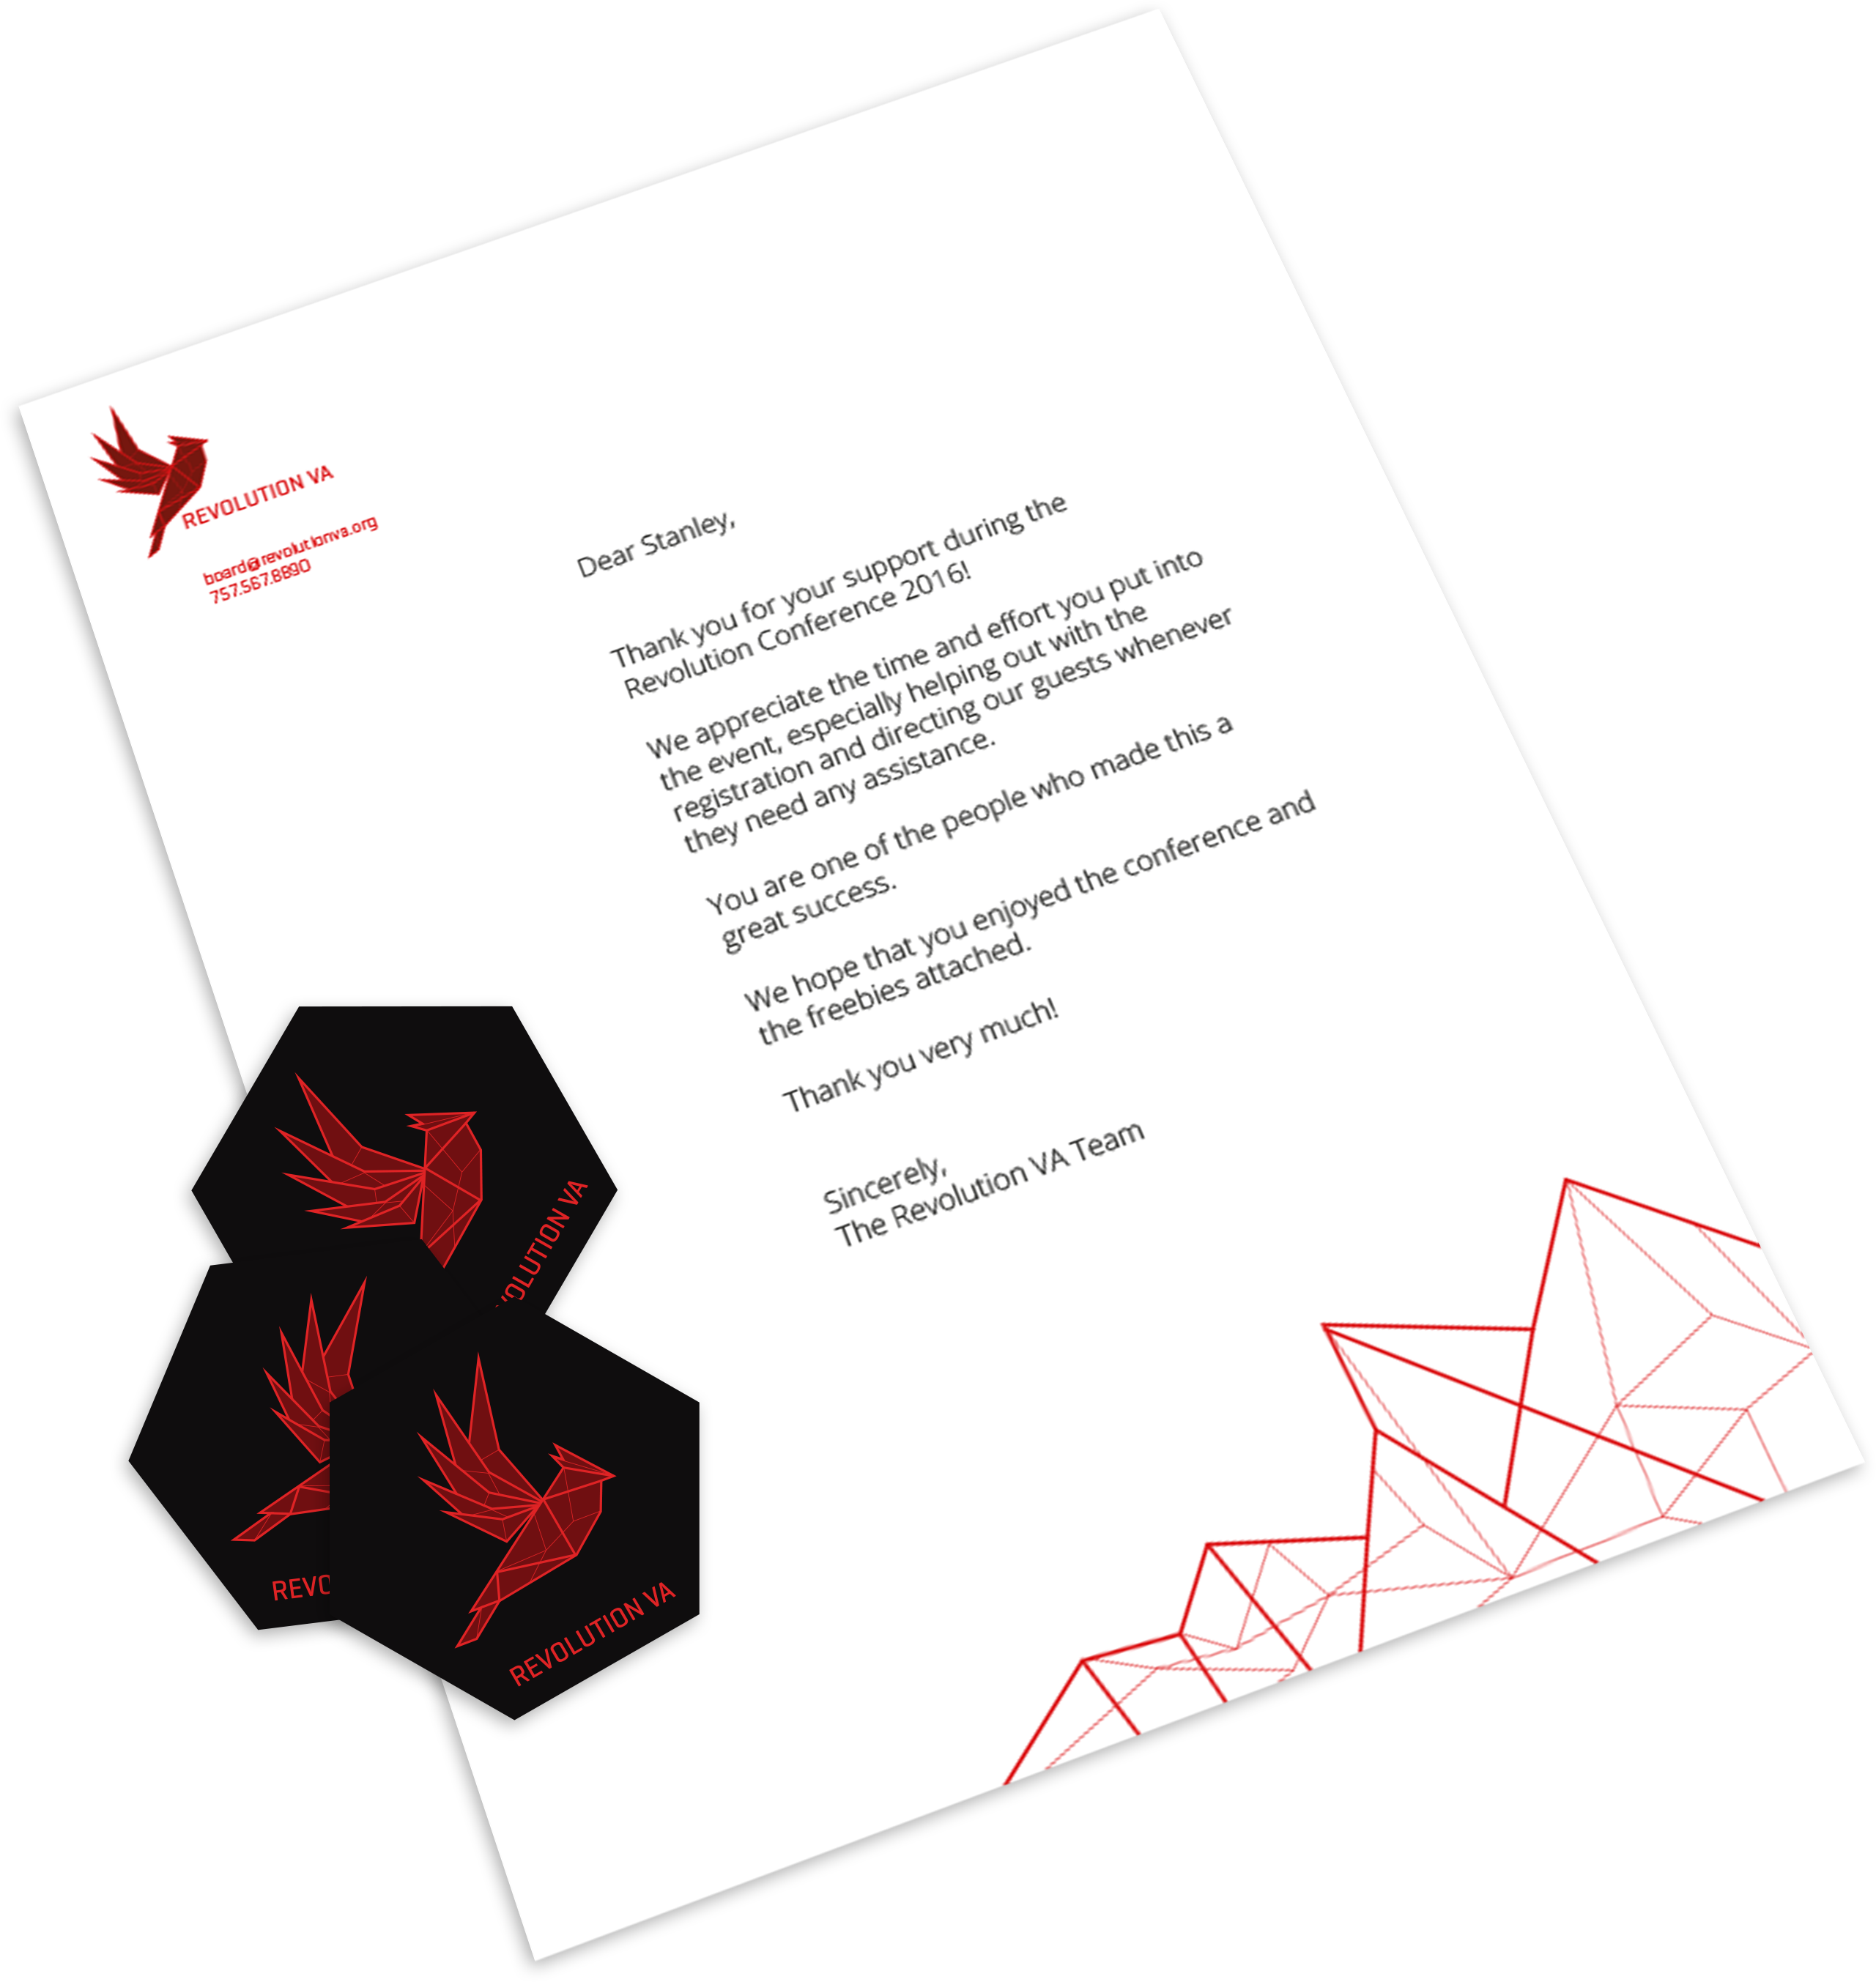 REVOLUTION VA
board@revolutionva.org
757.567.8890
Dear Stanley,
Thank you for your support during the
Revolution Conference 2016!
We appreciate the time and effort you put into
the event, especially helping out with the
registration and directing our guests whenever
they need any assistance.
You are one of the people who made this a
great success.
We hope that you enjoyed the conference and
the freebies attached.
Thank you very much!
Sincerely,
The Revolution VA Team
VOLUTION VA
REVO
REVOLUTION VA